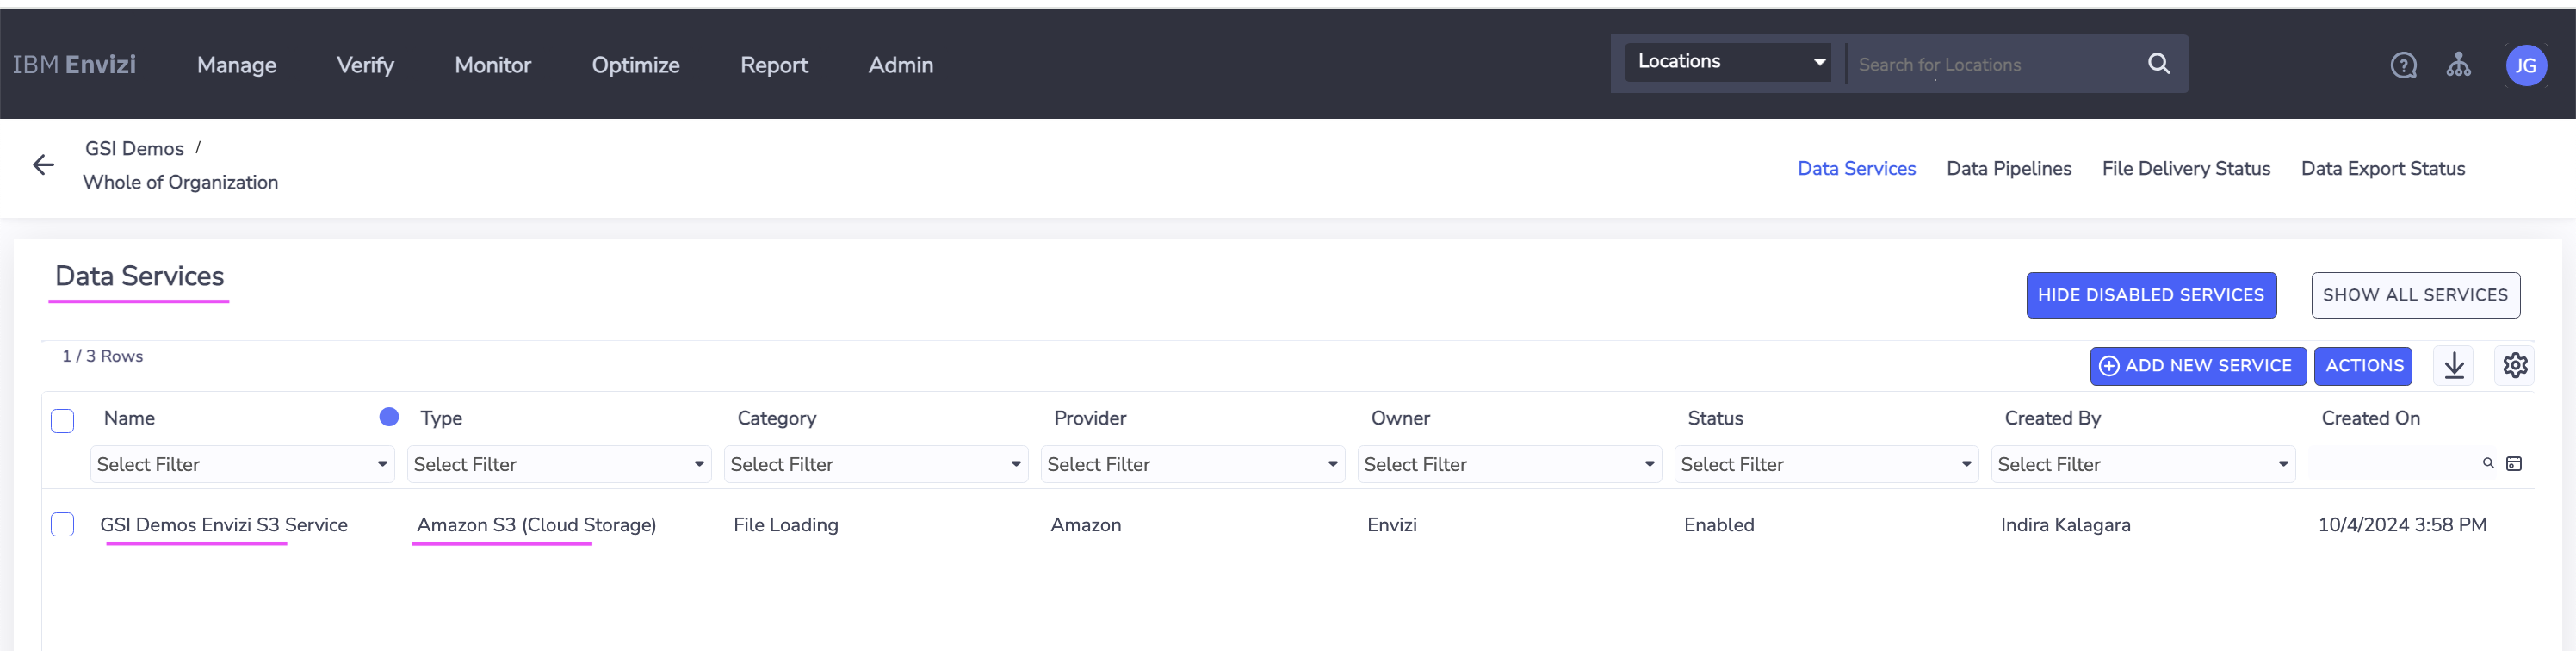 IBM Envizi Manage Verify Monitor Optimize Report Admin Locations Search for Locations JG
GSI Demos /
Whole of Organization
Data Services Data Pipelines File Delivery Status Data Export Status
Data Services
HIDE DISABLED SERVICES SHOW ALL SERVICES
1 / 3 Rows
ADD NEW SERVICE ACTIONS
Name Type Category Provider Owner Status Created By Created On
Select Filter Select Filter Select Filter Select Filter Select Filter Select Filter Select Filter
GSI Demos Envizi S3 Service Amazon S3 (Cloud Storage) File Loading Amazon Envizi Enabled Indira Kalagara 10/4/2024 3:58 PM